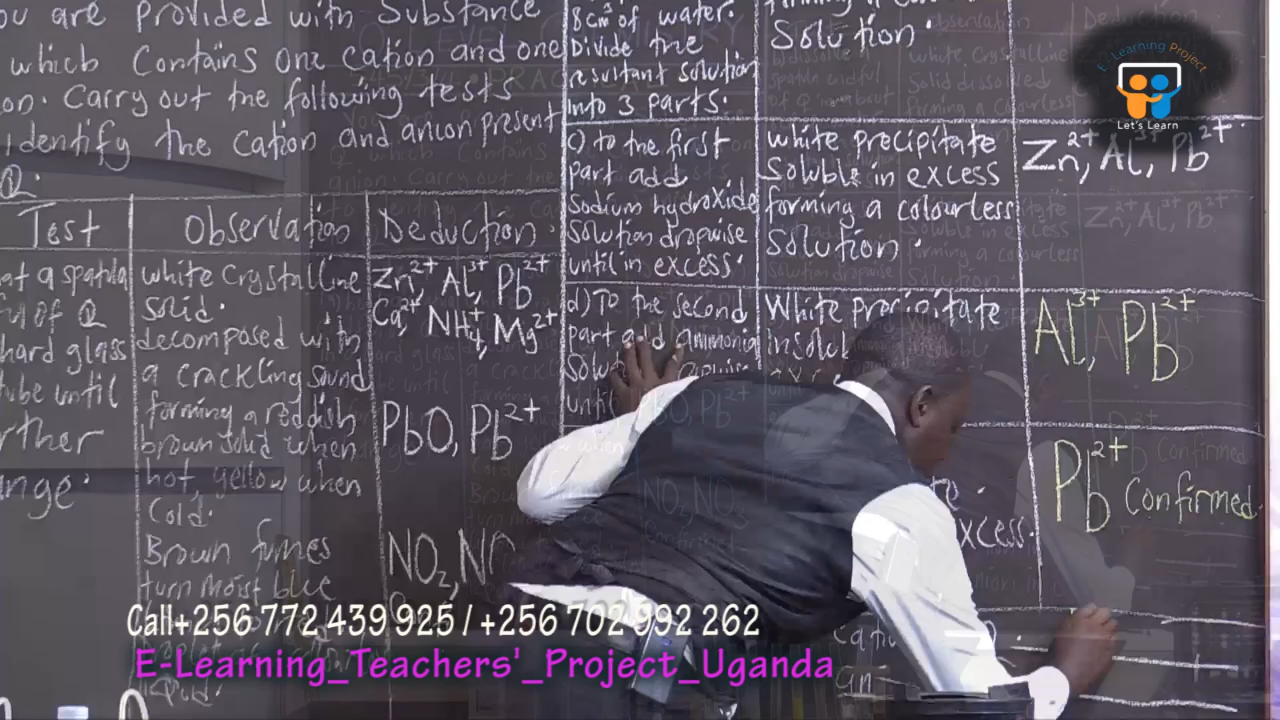 ou are provided with Substance
which Contains one cation and one
on. Carry out the following tests
identify the cation and anion present
Q.
Test
Observation
Deduction.
at a spatula
ful of Q
hard glass
tube until
rther
nge.
white crystalline
solid.
decomposed with
a crackling sound
forming a reddish
brown solid when
hot, yellow when
Cold.
Brown fumes
turn moist blue
liquid.
Zn²⁺, Al³⁺, Pb²⁺
Ca²⁺, NH₄⁺, Mg²⁺
PbO, Pb²⁺
NO₂, NO
8cm³ of water.
Divide the
resultant solution
into 3 parts.
Solution.
c) to the first
part add
Sodium hydroxide
Solution dropwise
until in excess.
white precipitate
Soluble in excess
forming a colourless
solution.
Zn²⁺, Al³⁺, Pb²⁺
d) To the second
part add ammonia
until
White precipitate
insolu
Al³⁺, Pb²⁺
excess.
Pb²⁺ Confirmed.
Cati
an
E-Learning Project
Let's Learn
Call+256 772 439 925 / +256 702 992 262
E-Learning_Teachers'_Project_Uganda